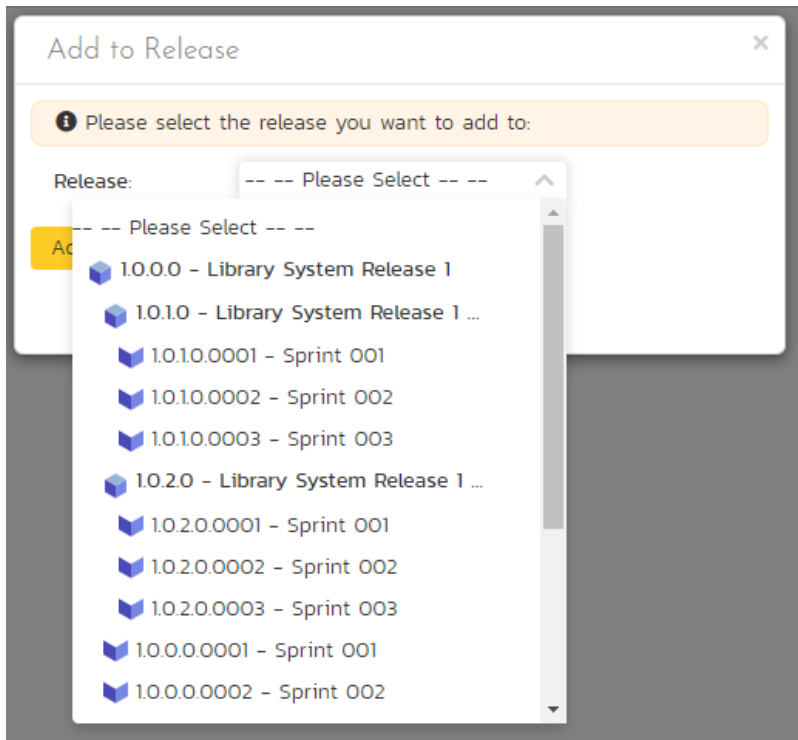 Add to Release
×
Please select the release you want to add to:
Release:
-- -- Please Select -- --
-- -- Please Select -- --
1.0.0.0 - Library System Release 1
1.0.1.0 - Library System Release 1 ...
1.0.1.0.0001 - Sprint 001
1.0.1.0.0002 - Sprint 002
1.0.1.0.0003 - Sprint 003
1.0.2.0 - Library System Release 1 ...
1.0.2.0.0001 - Sprint 001
1.0.2.0.0002 - Sprint 002
1.0.2.0.0003 - Sprint 003
1.0.0.0.0001 - Sprint 001
1.0.0.0.0002 - Sprint 002